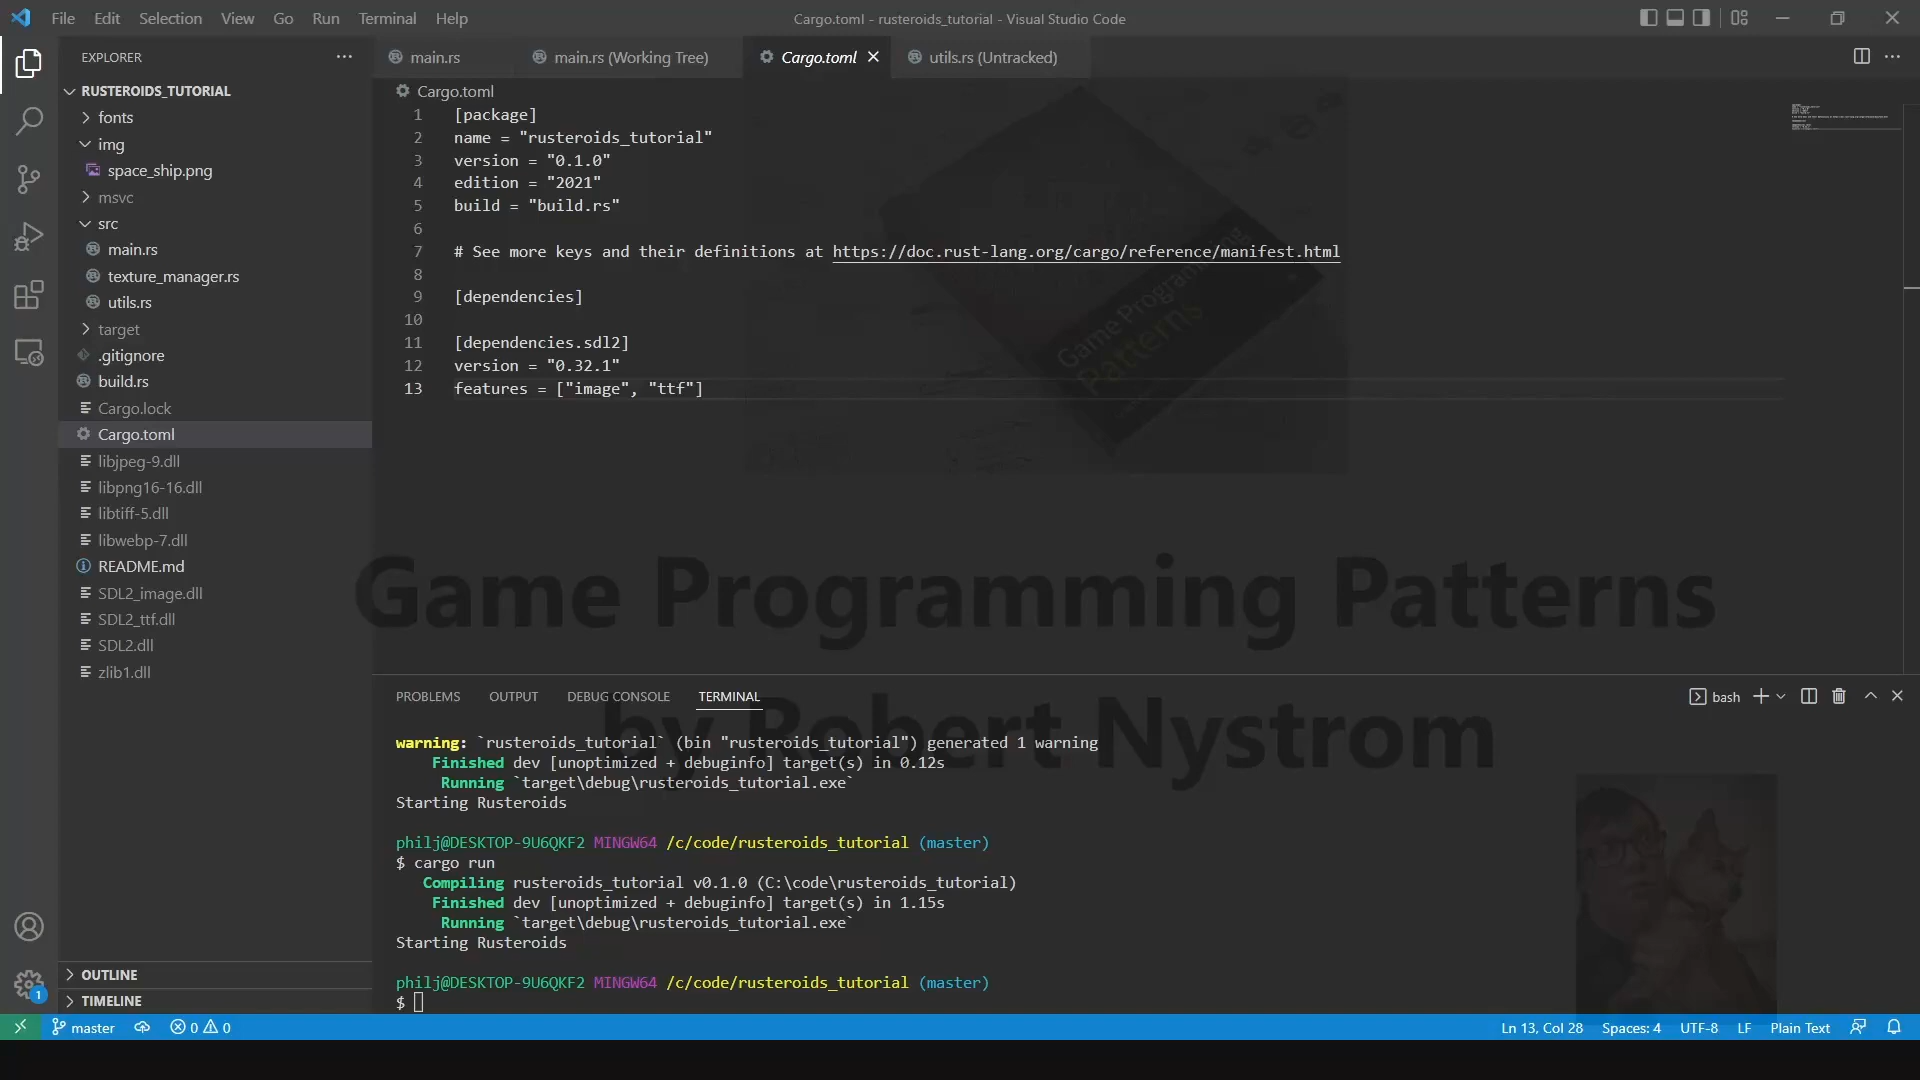 File Edit Selection View Go Run Terminal Help
Cargo.toml - rusteroids_tutorial - Visual Studio Code
EXPLORER
RUSTEROIDS_TUTORIAL
fonts
img
space_ship.png
msvc
src
main.rs
texture_manager.rs
utils.rs
target
.gitignore
build.rs
Cargo.lock
Cargo.toml
libjpeg-9.dll
libpng16-16.dll
libtiff-5.dll
libwebp-7.dll
README.md
SDL2_image.dll
SDL2_ttf.dll
SDL2.dll
zlib1.dll
OUTLINE
TIMELINE
main.rs
main.rs (Working Tree)
Cargo.toml
utils.rs (Untracked)
Cargo.toml
1 [package]
2 name = "rusteroids_tutorial"
3 version = "0.1.0"
4 edition = "2021"
5 build = "build.rs"
6
7 # See more keys and their definitions at https://doc.rust-lang.org/cargo/reference/manifest.html
8
9 [dependencies]
10
11 [dependencies.sdl2]
12 version = "0.32.1"
13 features = ["image", "ttf"]
Game Programming
Patterns
Game Programming Patterns
by Robert Nystrom
PROBLEMS OUTPUT DEBUG CONSOLE TERMINAL
bash
warning: `rusteroids_tutorial` (bin "rusteroids_tutorial") generated 1 warning
Finished dev [unoptimized + debuginfo] target(s) in 0.12s
Running `target\debug\rusteroids_tutorial.exe`
Starting Rusteroids
philj@DESKTOP-9U6QKF2 MINGW64 /c/code/rusteroids_tutorial (master)
$ cargo run
Compiling rusteroids_tutorial v0.1.0 (C:\code\rusteroids_tutorial)
Finished dev [unoptimized + debuginfo] target(s) in 1.15s
Running `target\debug\rusteroids_tutorial.exe`
Starting Rusteroids
philj@DESKTOP-9U6QKF2 MINGW64 /c/code/rusteroids_tutorial (master)
$
1
master 0 0
Ln 13, Col 28 Spaces: 4 UTF-8 LF Plain Text